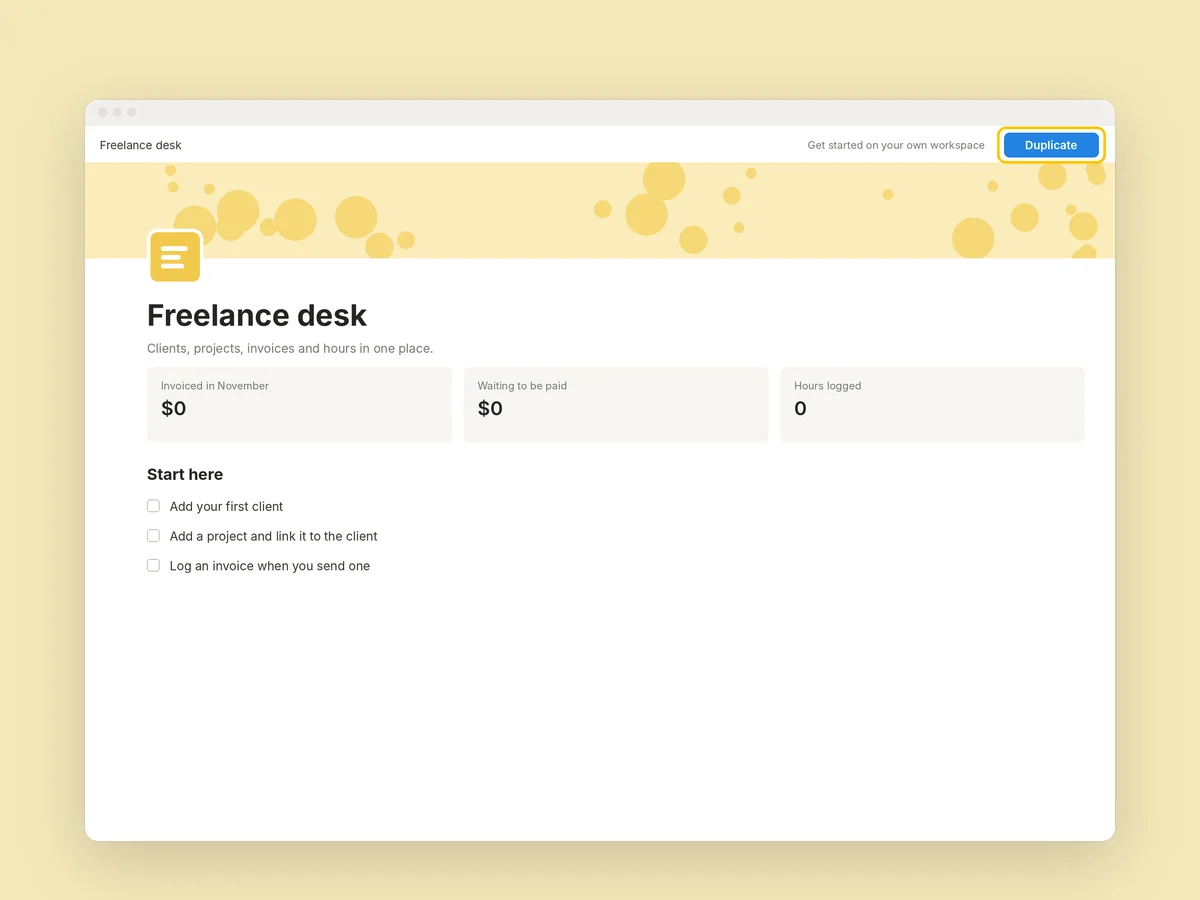 Freelance desk
Get started on your own workspace
Duplicate
Freelance desk
Clients, projects, invoices and hours in one place.
Invoiced in November
$0
Waiting to be paid
$0
Hours logged
0
Start here
Add your first client
Add a project and link it to the client
Log an invoice when you send one